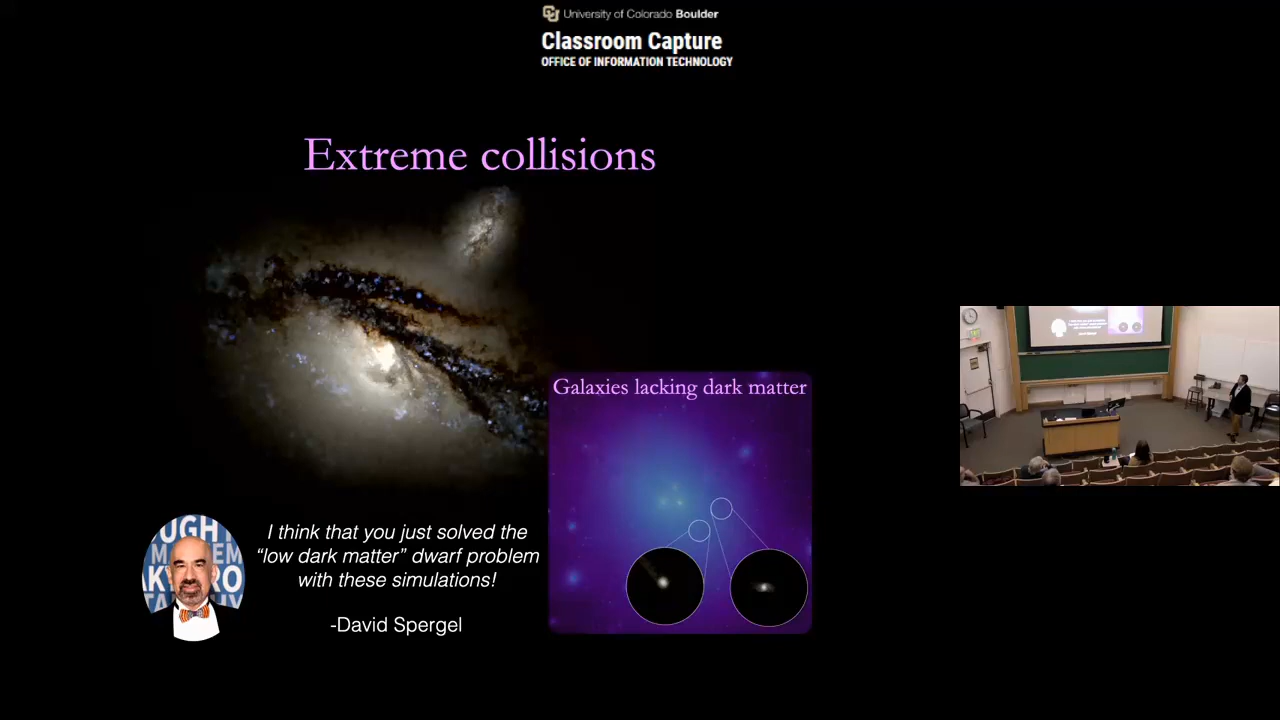 University of Colorado Boulder
Classroom Capture
OFFICE OF INFORMATION TECHNOLOGY
Extreme collisions
Galaxies lacking dark matter
I think that you just solved the
“low dark matter” dwarf problem
with these simulations!
-David Spergel